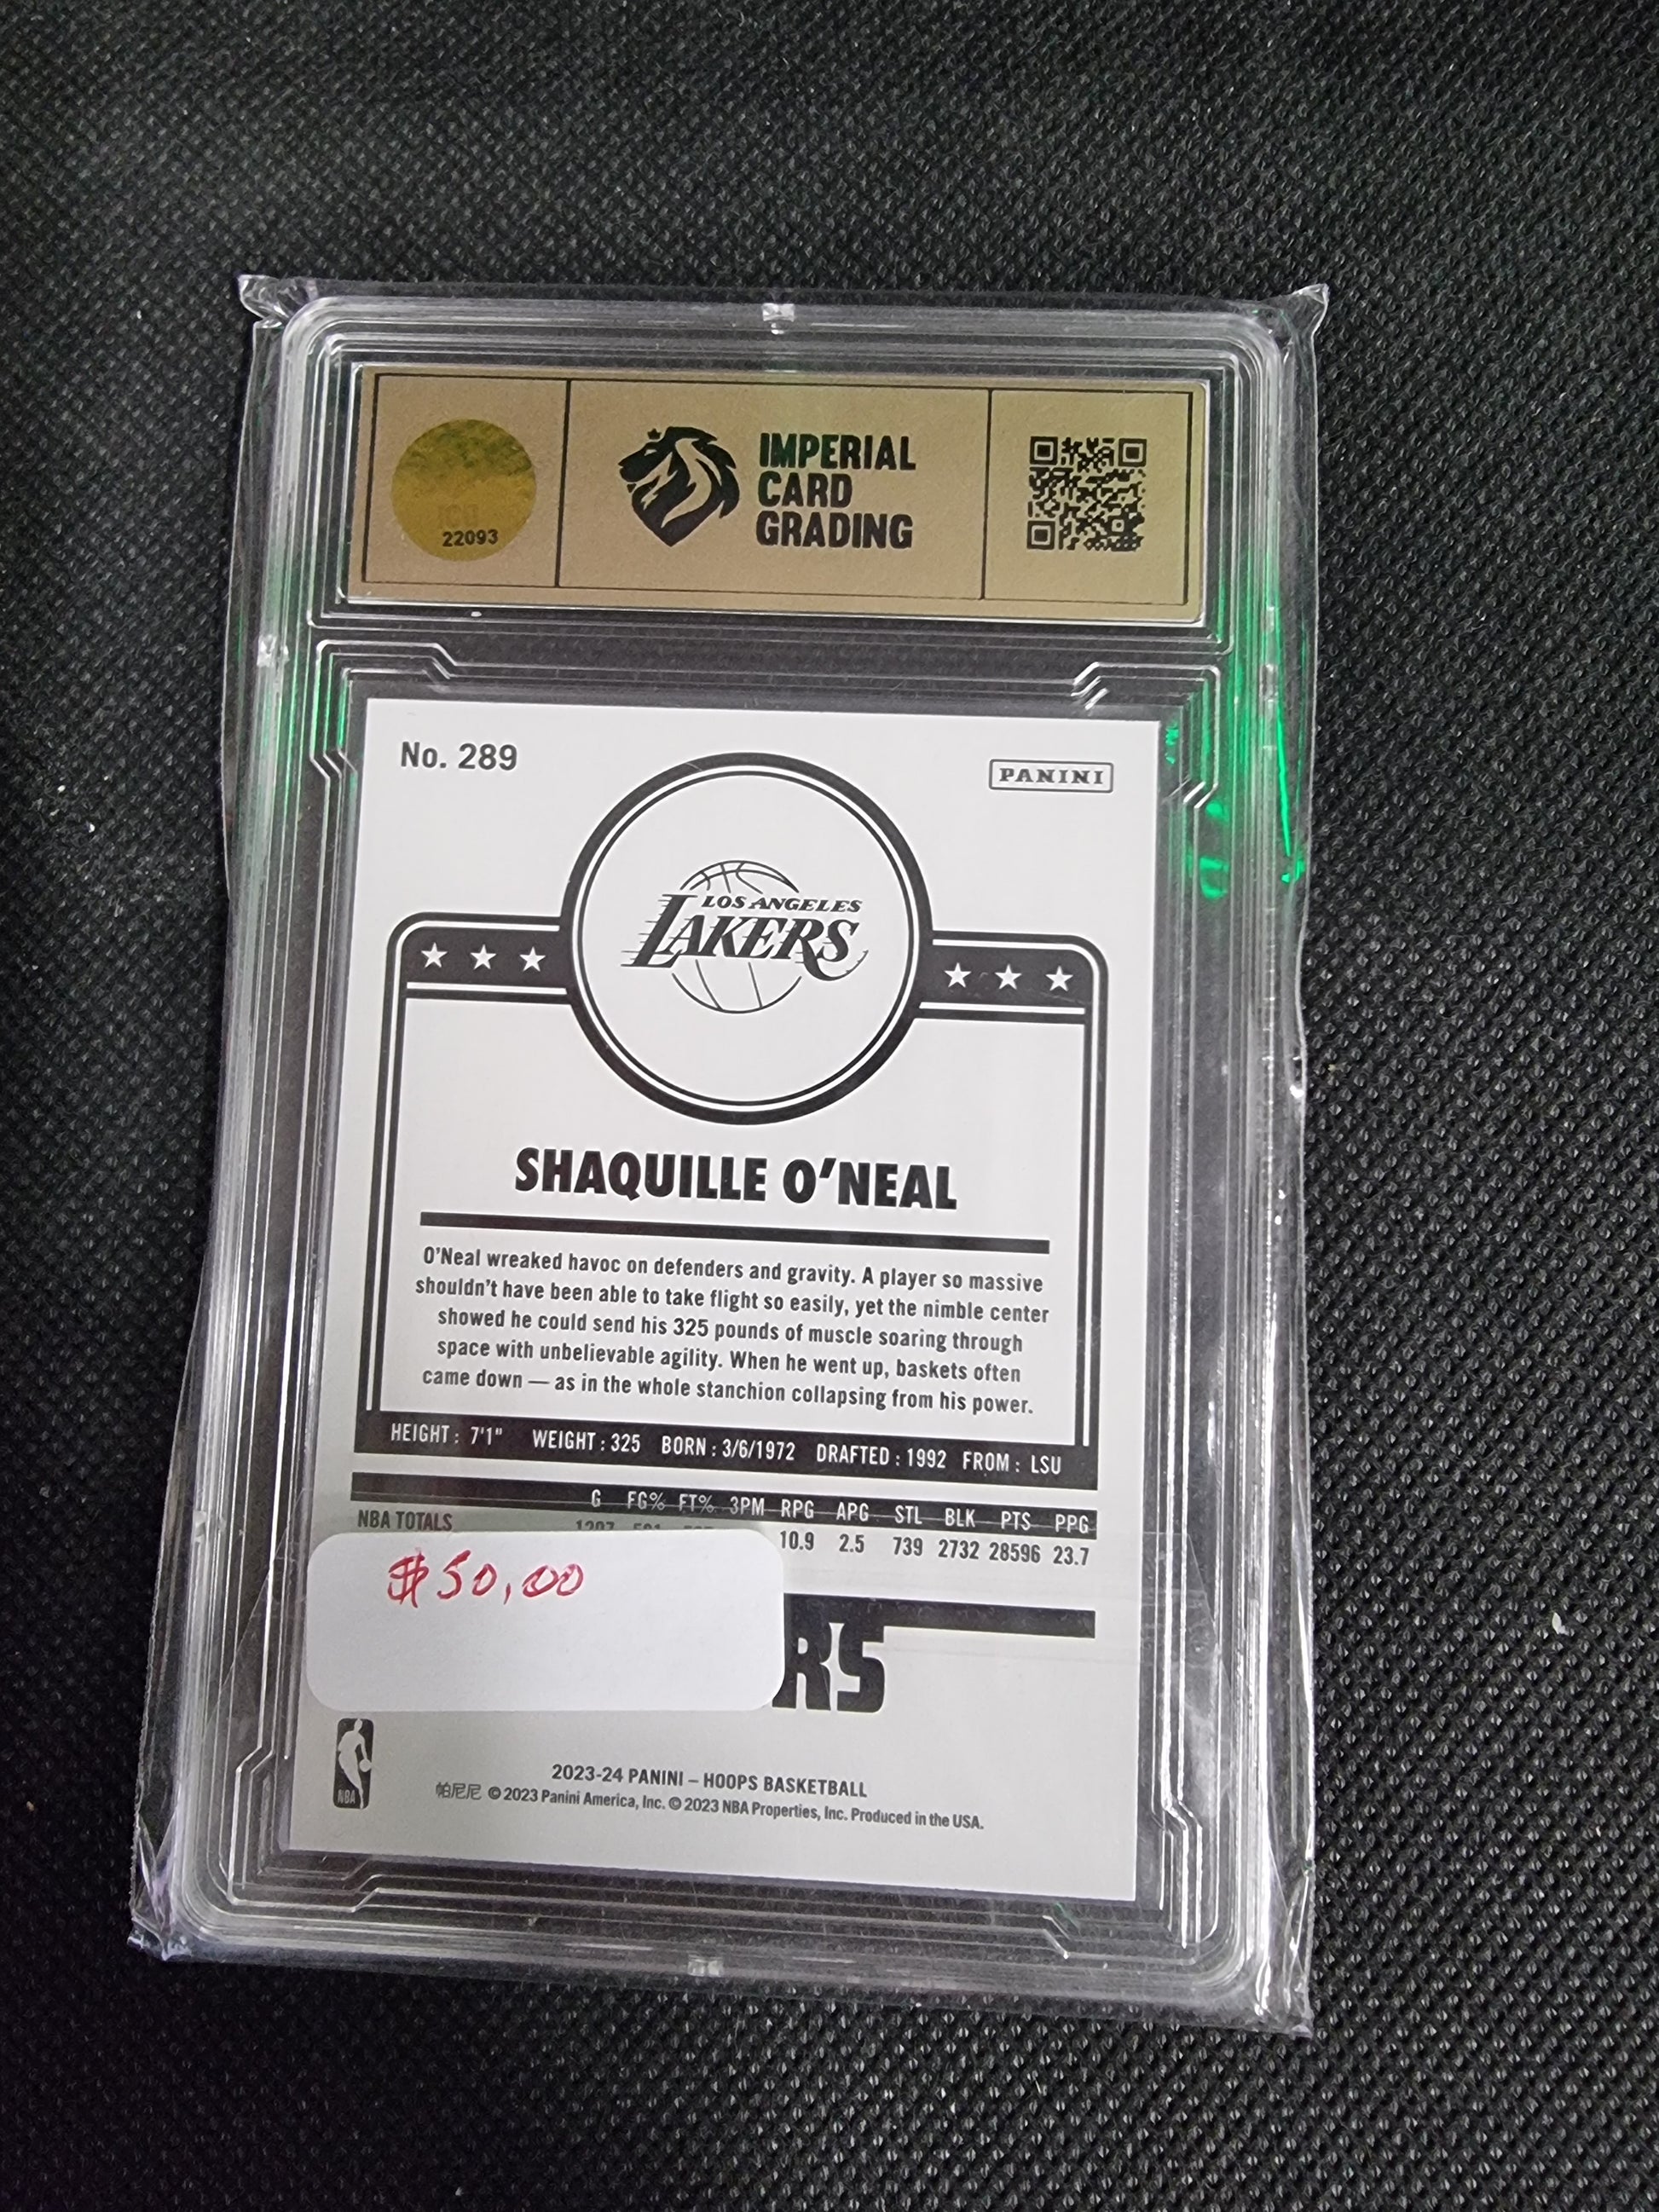 22093
IMPERIAL
CARD
GRADING
No. 289
PANINI
LOS ANGELES
LAKERS
SHAQUILLE O'NEAL
O'Neal wreaked havoc on defenders and gravity. A player so massive
shouldn't have been able to take flight so easily, yet the nimble center
showed he could send his 325 pounds of muscle soaring through
space with unbelievable agility. When he went up, baskets often
came down — as in the whole stanchion collapsing from his power.
HEIGHT : 7'1" WEIGHT : 325 BORN : 3/6/1972 DRAFTED : 1992 FROM : LSU
G FG% FT% 3PM RPG APG STL BLK PTS PPG
NBA TOTALS 10.9 2.5 739 2732 28596 23.7
$50,00
RS
NBA
2023-24 PANINI – HOOPS BASKETBALL
帕尼尼 © 2023 Panini America, Inc. © 2023 NBA Properties, Inc. Produced in the USA.